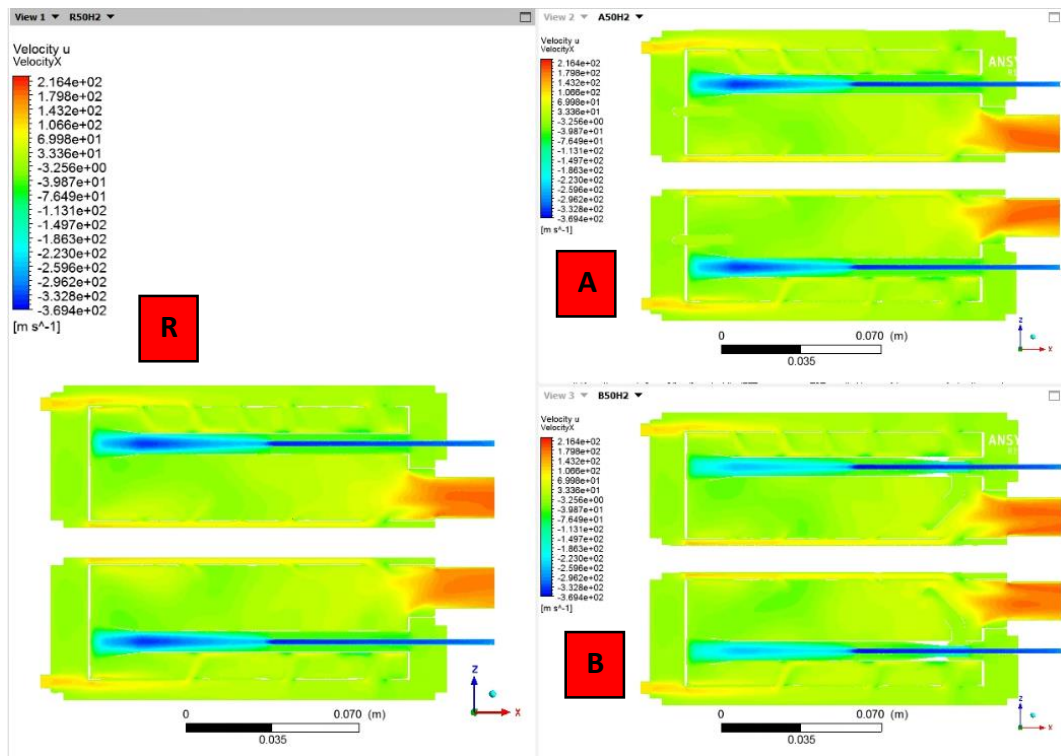 View 1 R50H2
Velocity u
VelocityX
2.164e+02
1.798e+02
1.432e+02
1.066e+02
6.998e+01
3.336e+01
-3.256e+00
-3.987e+01
-7.649e+01
-1.131e+02
-1.497e+02
-1.863e+02
-2.230e+02
-2.596e+02
-2.962e+02
-3.328e+02
-3.694e+02
[m s^-1]
R
0 0.070 (m)
0.035
Z
X
View 2 A50H2
Velocity u
VelocityX
2.164e+02
1.798e+02
1.432e+02
1.066e+02
6.998e+01
3.336e+01
-3.256e+00
-3.987e+01
-7.649e+01
-1.131e+02
-1.497e+02
-1.863e+02
-2.230e+02
-2.596e+02
-2.962e+02
-3.328e+02
-3.694e+02
[m s^-1]
ANSY
A
0 0.070 (m)
0.035
Z
X
View 3 B50H2
Velocity u
VelocityX
2.164e+02
1.798e+02
1.432e+02
1.066e+02
6.998e+01
3.336e+01
-3.256e+00
-3.987e+01
-7.649e+01
-1.131e+02
-1.497e+02
-1.863e+02
-2.230e+02
-2.596e+02
-2.962e+02
-3.328e+02
-3.694e+02
[m s^-1]
ANSY
B
0 0.070 (m)
0.035
Z
X